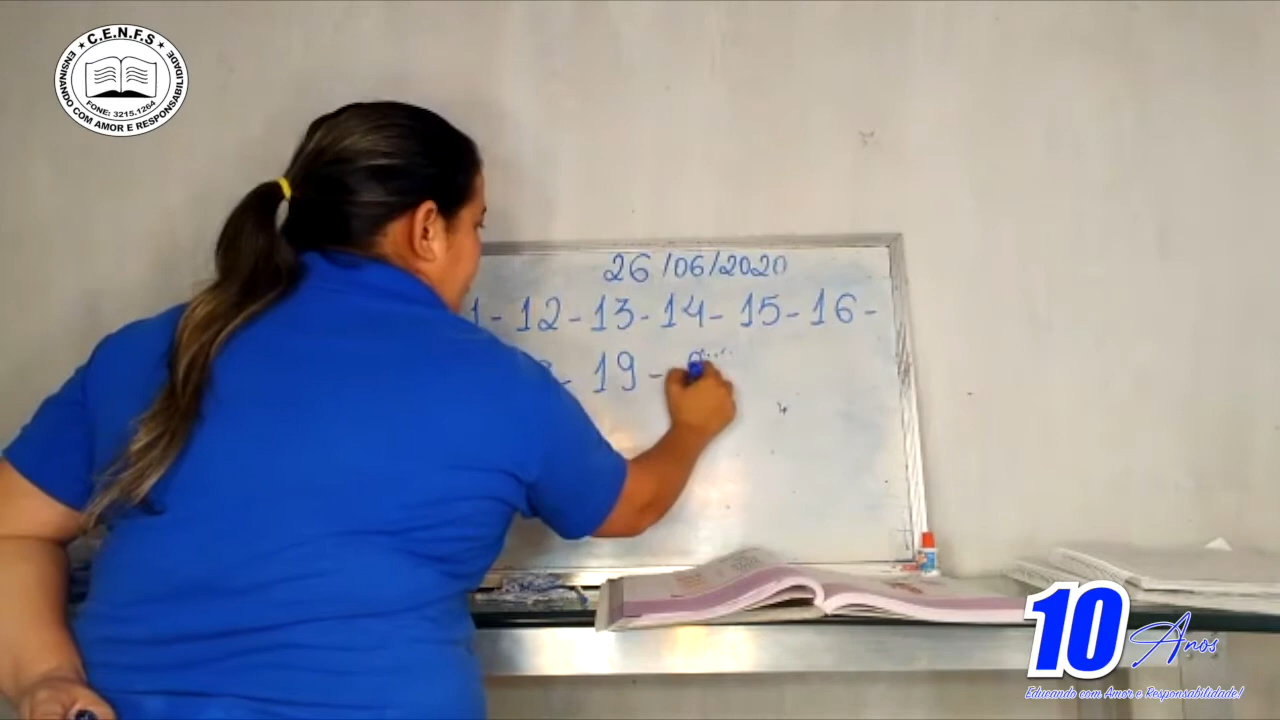 C.E.N.F.S
ENSINANDO COM AMOR E RESPONSABILIDADE
FONE: 3215.1264
26/06/2020
1 - 12 - 13 - 14 - 15 - 16 -
- 19 -
10 Anos
Educando com Amor e Responsabilidade!